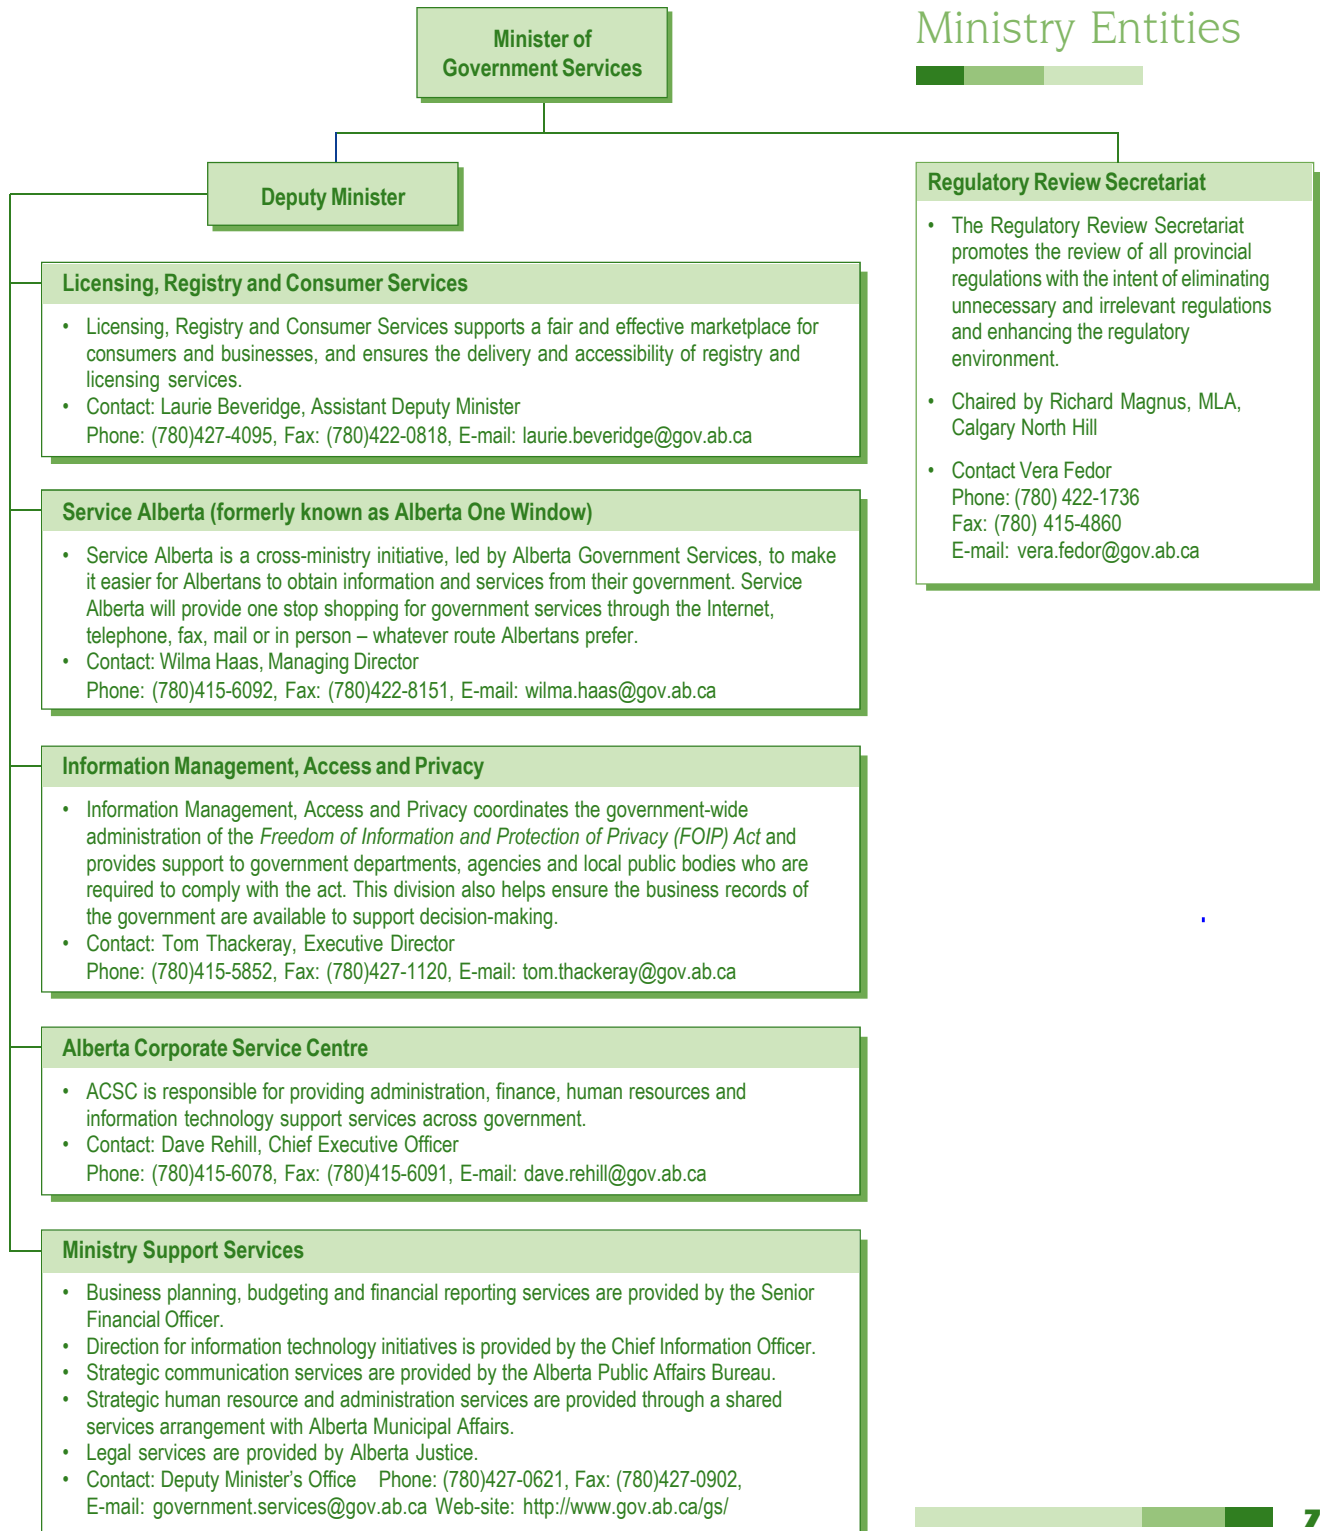 Ministry Entities
Minister of
Government Services
Deputy Minister
Licensing, Registry and Consumer Services
• Licensing, Registry and Consumer Services supports a fair and effective marketplace for
consumers and businesses, and ensures the delivery and accessibility of registry and
licensing services.
• Contact: Laurie Beveridge, Assistant Deputy Minister
Phone: (780)427-4095, Fax: (780)422-0818, E-mail: laurie.beveridge@gov.ab.ca
Service Alberta (formerly known as Alberta One Window)
• Service Alberta is a cross-ministry initiative, led by Alberta Government Services, to make
it easier for Albertans to obtain information and services from their government. Service
Alberta will provide one stop shopping for government services through the Internet,
telephone, fax, mail or in person – whatever route Albertans prefer.
• Contact: Wilma Haas, Managing Director
Phone: (780)415-6092, Fax: (780)422-8151, E-mail: wilma.haas@gov.ab.ca
Information Management, Access and Privacy
• Information Management, Access and Privacy coordinates the government-wide
administration of the Freedom of Information and Protection of Privacy (FOIP) Act and
provides support to government departments, agencies and local public bodies who are
required to comply with the act. This division also helps ensure the business records of
the government are available to support decision-making.
• Contact: Tom Thackeray, Executive Director
Phone: (780)415-5852, Fax: (780)427-1120, E-mail: tom.thackeray@gov.ab.ca
Alberta Corporate Service Centre
• ACSC is responsible for providing administration, finance, human resources and
information technology support services across government.
• Contact: Dave Rehill, Chief Executive Officer
Phone: (780)415-6078, Fax: (780)415-6091, E-mail: dave.rehill@gov.ab.ca
Ministry Support Services
• Business planning, budgeting and financial reporting services are provided by the Senior
Financial Officer.
• Direction for information technology initiatives is provided by the Chief Information Officer.
• Strategic communication services are provided by the Alberta Public Affairs Bureau.
• Strategic human resource and administration services are provided through a shared
services arrangement with Alberta Municipal Affairs.
• Legal services are provided by Alberta Justice.
• Contact: Deputy Minister’s Office Phone: (780)427-0621, Fax: (780)427-0902,
E-mail: government.services@gov.ab.ca Web-site: http://www.gov.ab.ca/gs/
Regulatory Review Secretariat
• The Regulatory Review Secretariat
promotes the review of all provincial
regulations with the intent of eliminating
unnecessary and irrelevant regulations
and enhancing the regulatory
environment.
• Chaired by Richard Magnus, MLA,
Calgary North Hill
• Contact Vera Fedor
Phone: (780) 422-1736
Fax: (780) 415-4860
E-mail: vera.fedor@gov.ab.ca
7